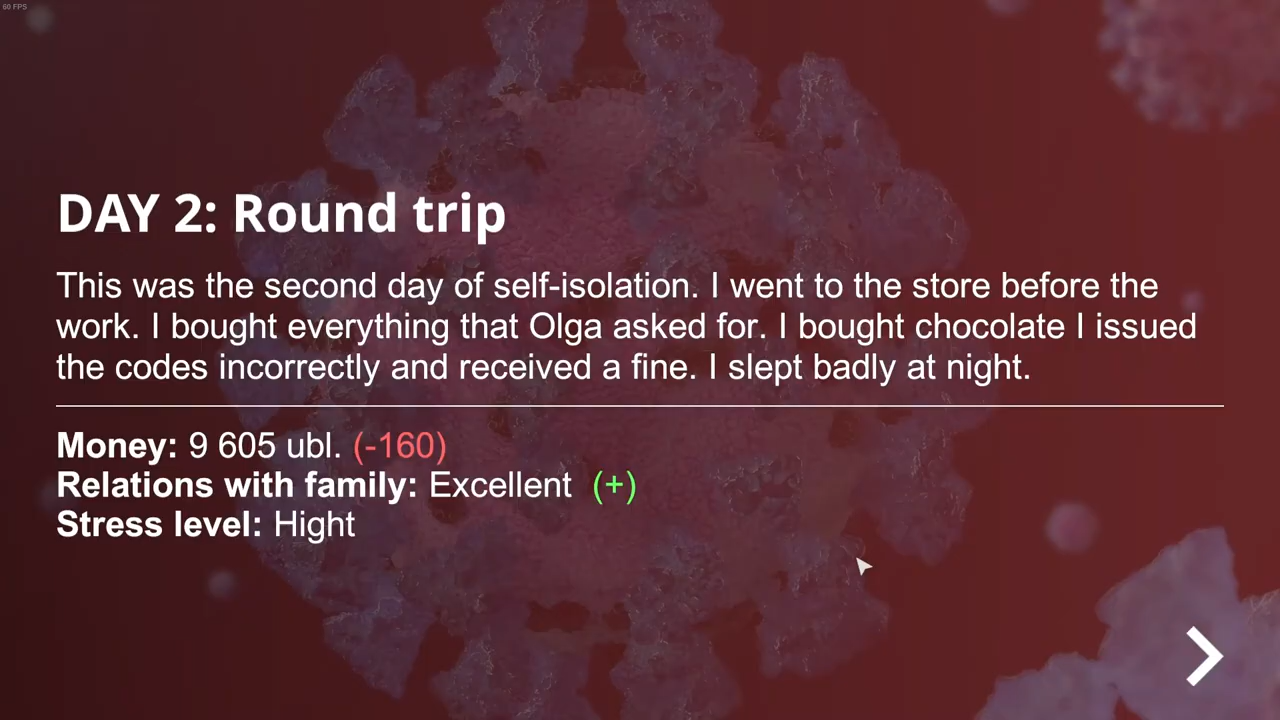 60 FPS
DAY 2: Round trip
This was the second day of self-isolation. I went to the store before the
work. I bought everything that Olga asked for. I bought chocolate I issued
the codes incorrectly and received a fine. I slept badly at night.
Money: 9 605 ubl. (-160)
Relations with family: Excellent (+)
Stress level: Hight